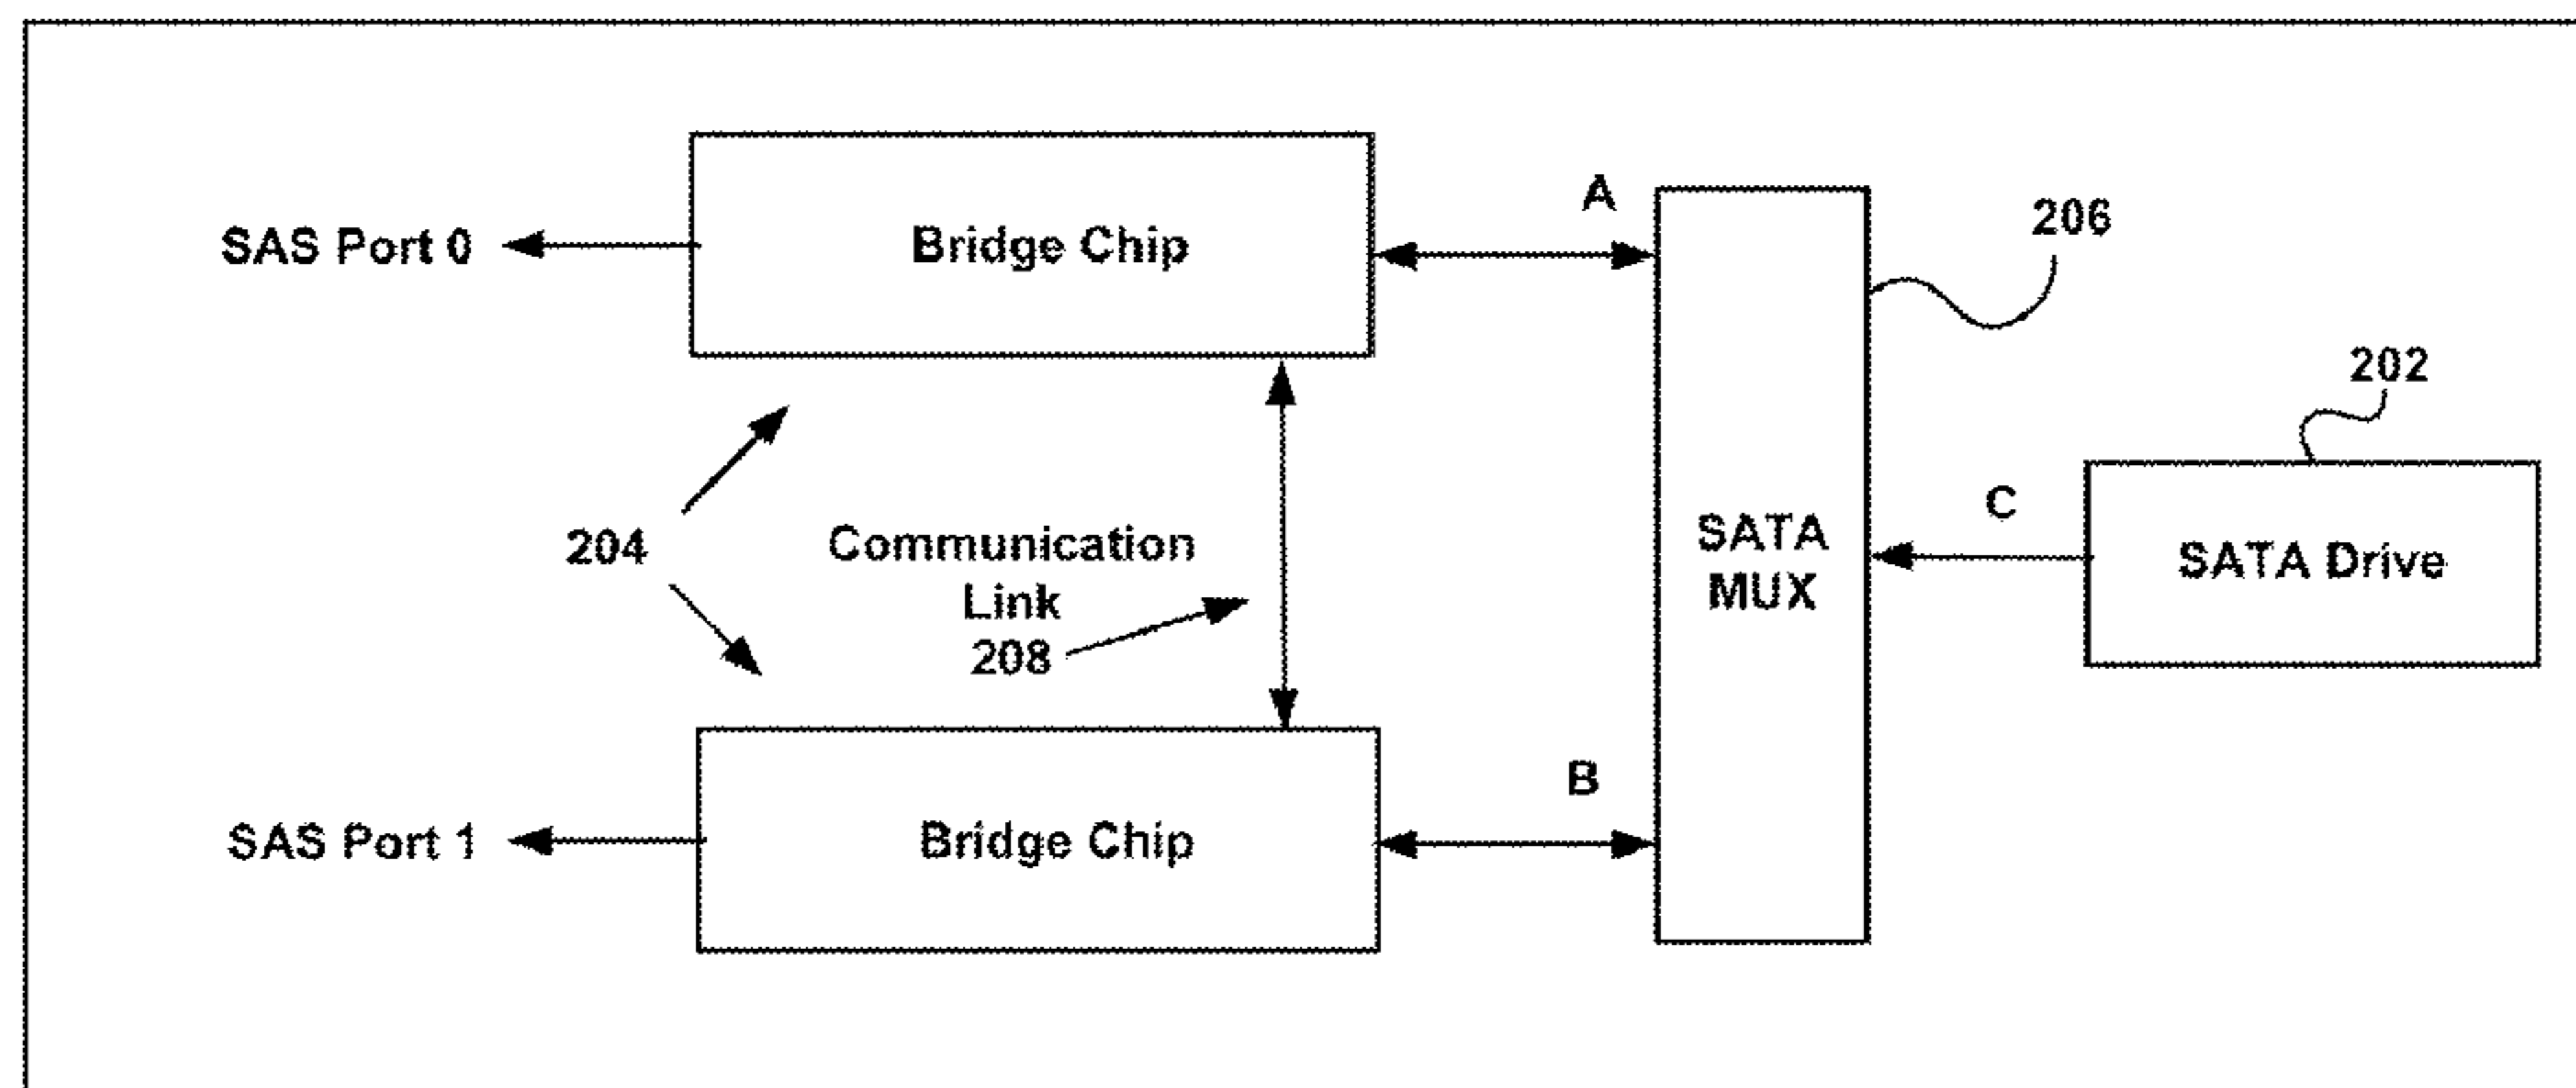 A
206
SAS Port 0
Bridge Chip
202
C
204
Communication
Link
208
SATA
MUX
SATA Drive
B
SAS Port 1
Bridge Chip